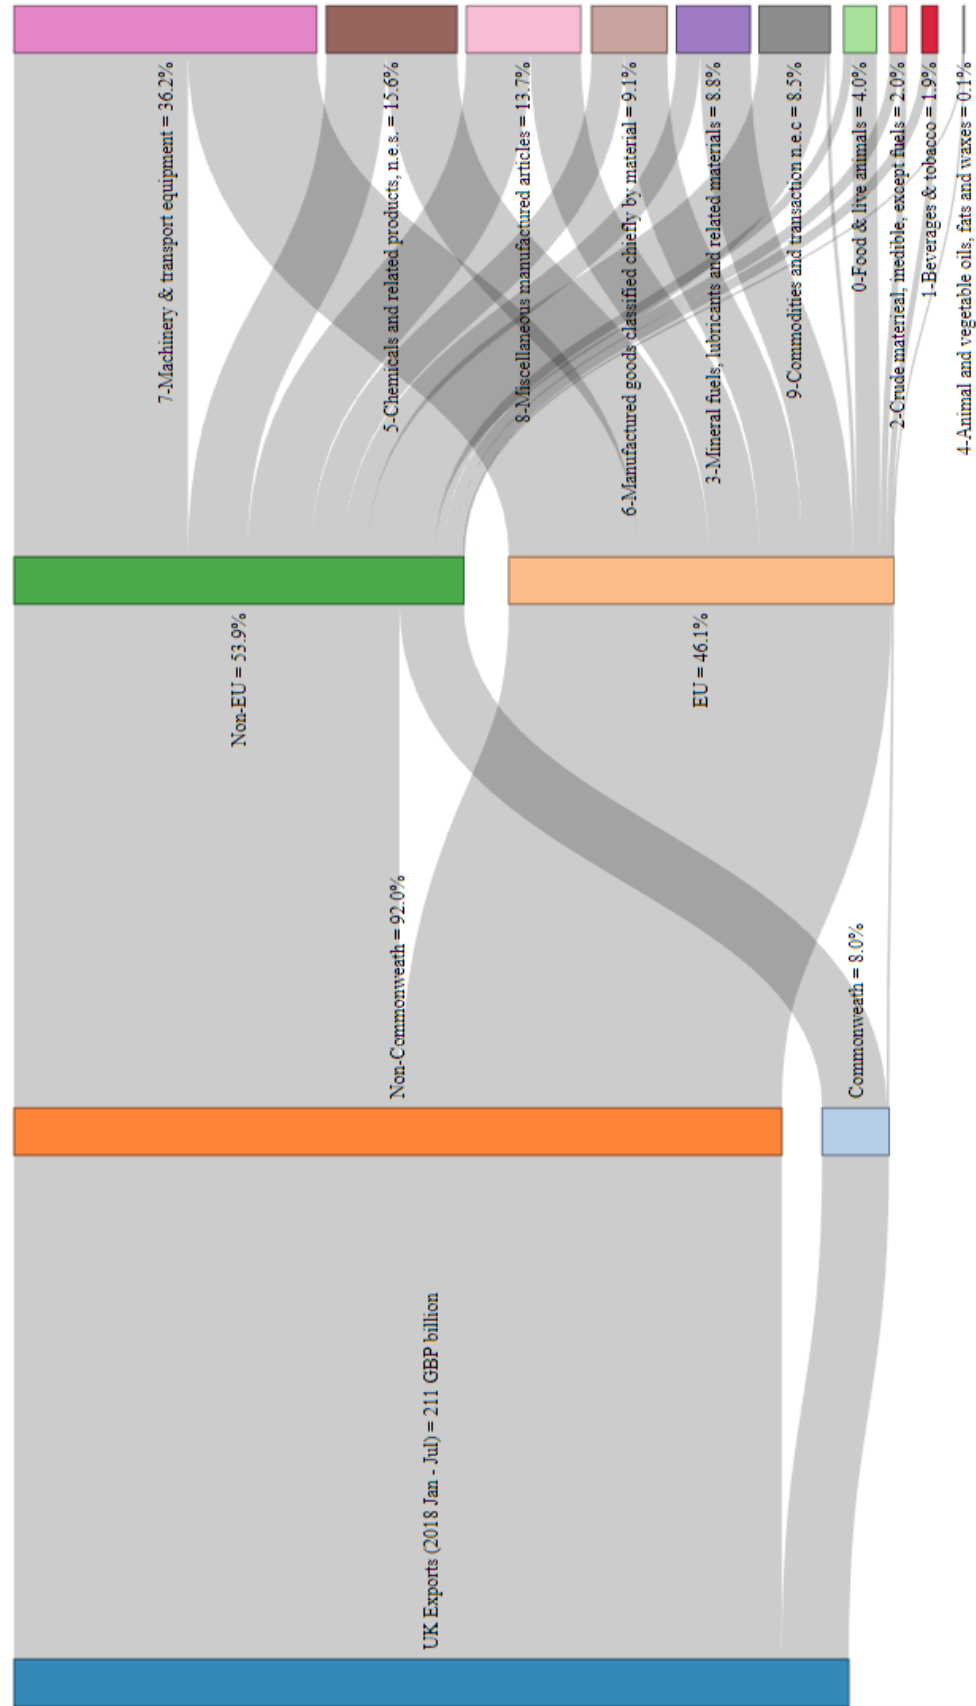 UK Exports (2018 Jan - Jul) = 211 GBP billion
Non-Commonweath = 92.0%
Commonweath = 8.0%
Non-EU = 53.9%
EU = 46.1%
7-Machinery & transport equipment = 36.2%
5-Chemicals and related products, n.e.s. = 15.6%
8-Miscellaneous manufactured articles = 13.7%
6-Manufactured goods classified chiefly by material = 9.1%
3-Mineral fuels, lubricants and related materials = 8.8%
9-Commodities and transaction n.e.c = 8.5%
0-Food & live animals = 4.0%
2-Crude materieal, inedible, except fuels = 2.0%
1-Beverages & tobacco = 1.9%
4-Animal and vegetable oils, fats and waxes = 0.1%